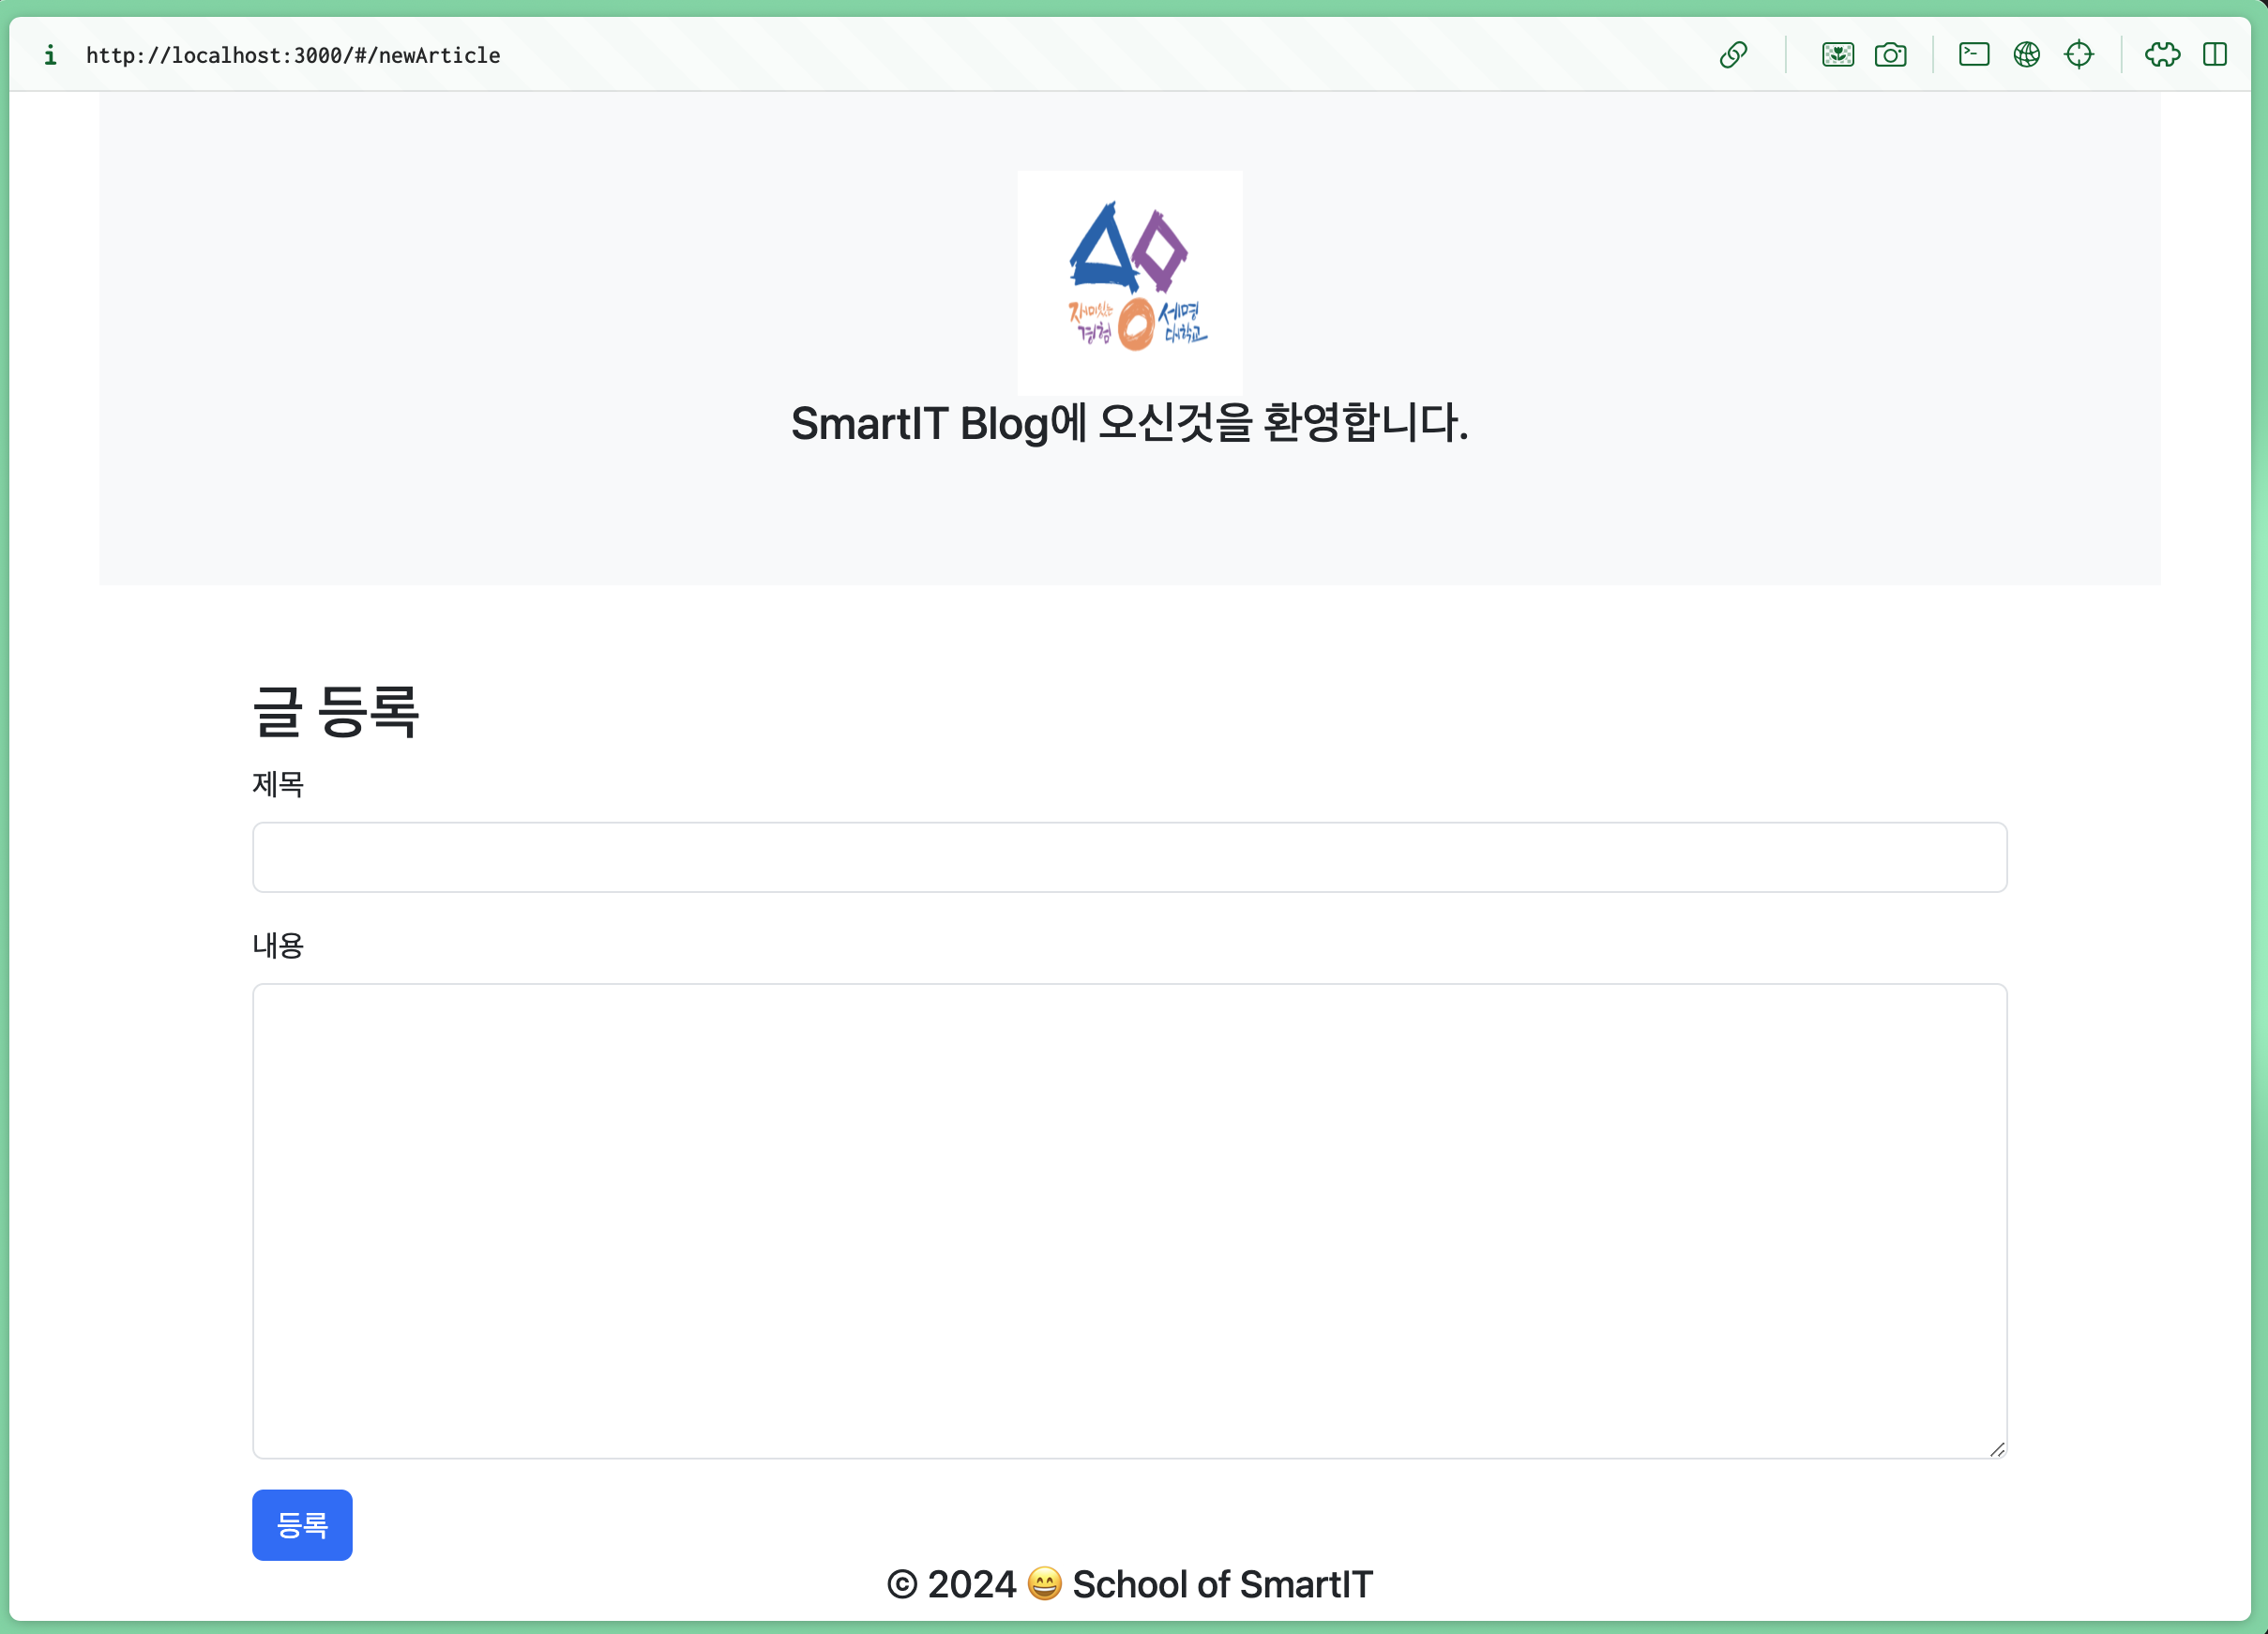 http://localhost:3000/#/newArticle
재미있는 경험 세명대학교
SmartIT Blog에 오신것을 환영합니다.
글 등록
제목
내용
등록
© 2024 😄 School of SmartIT